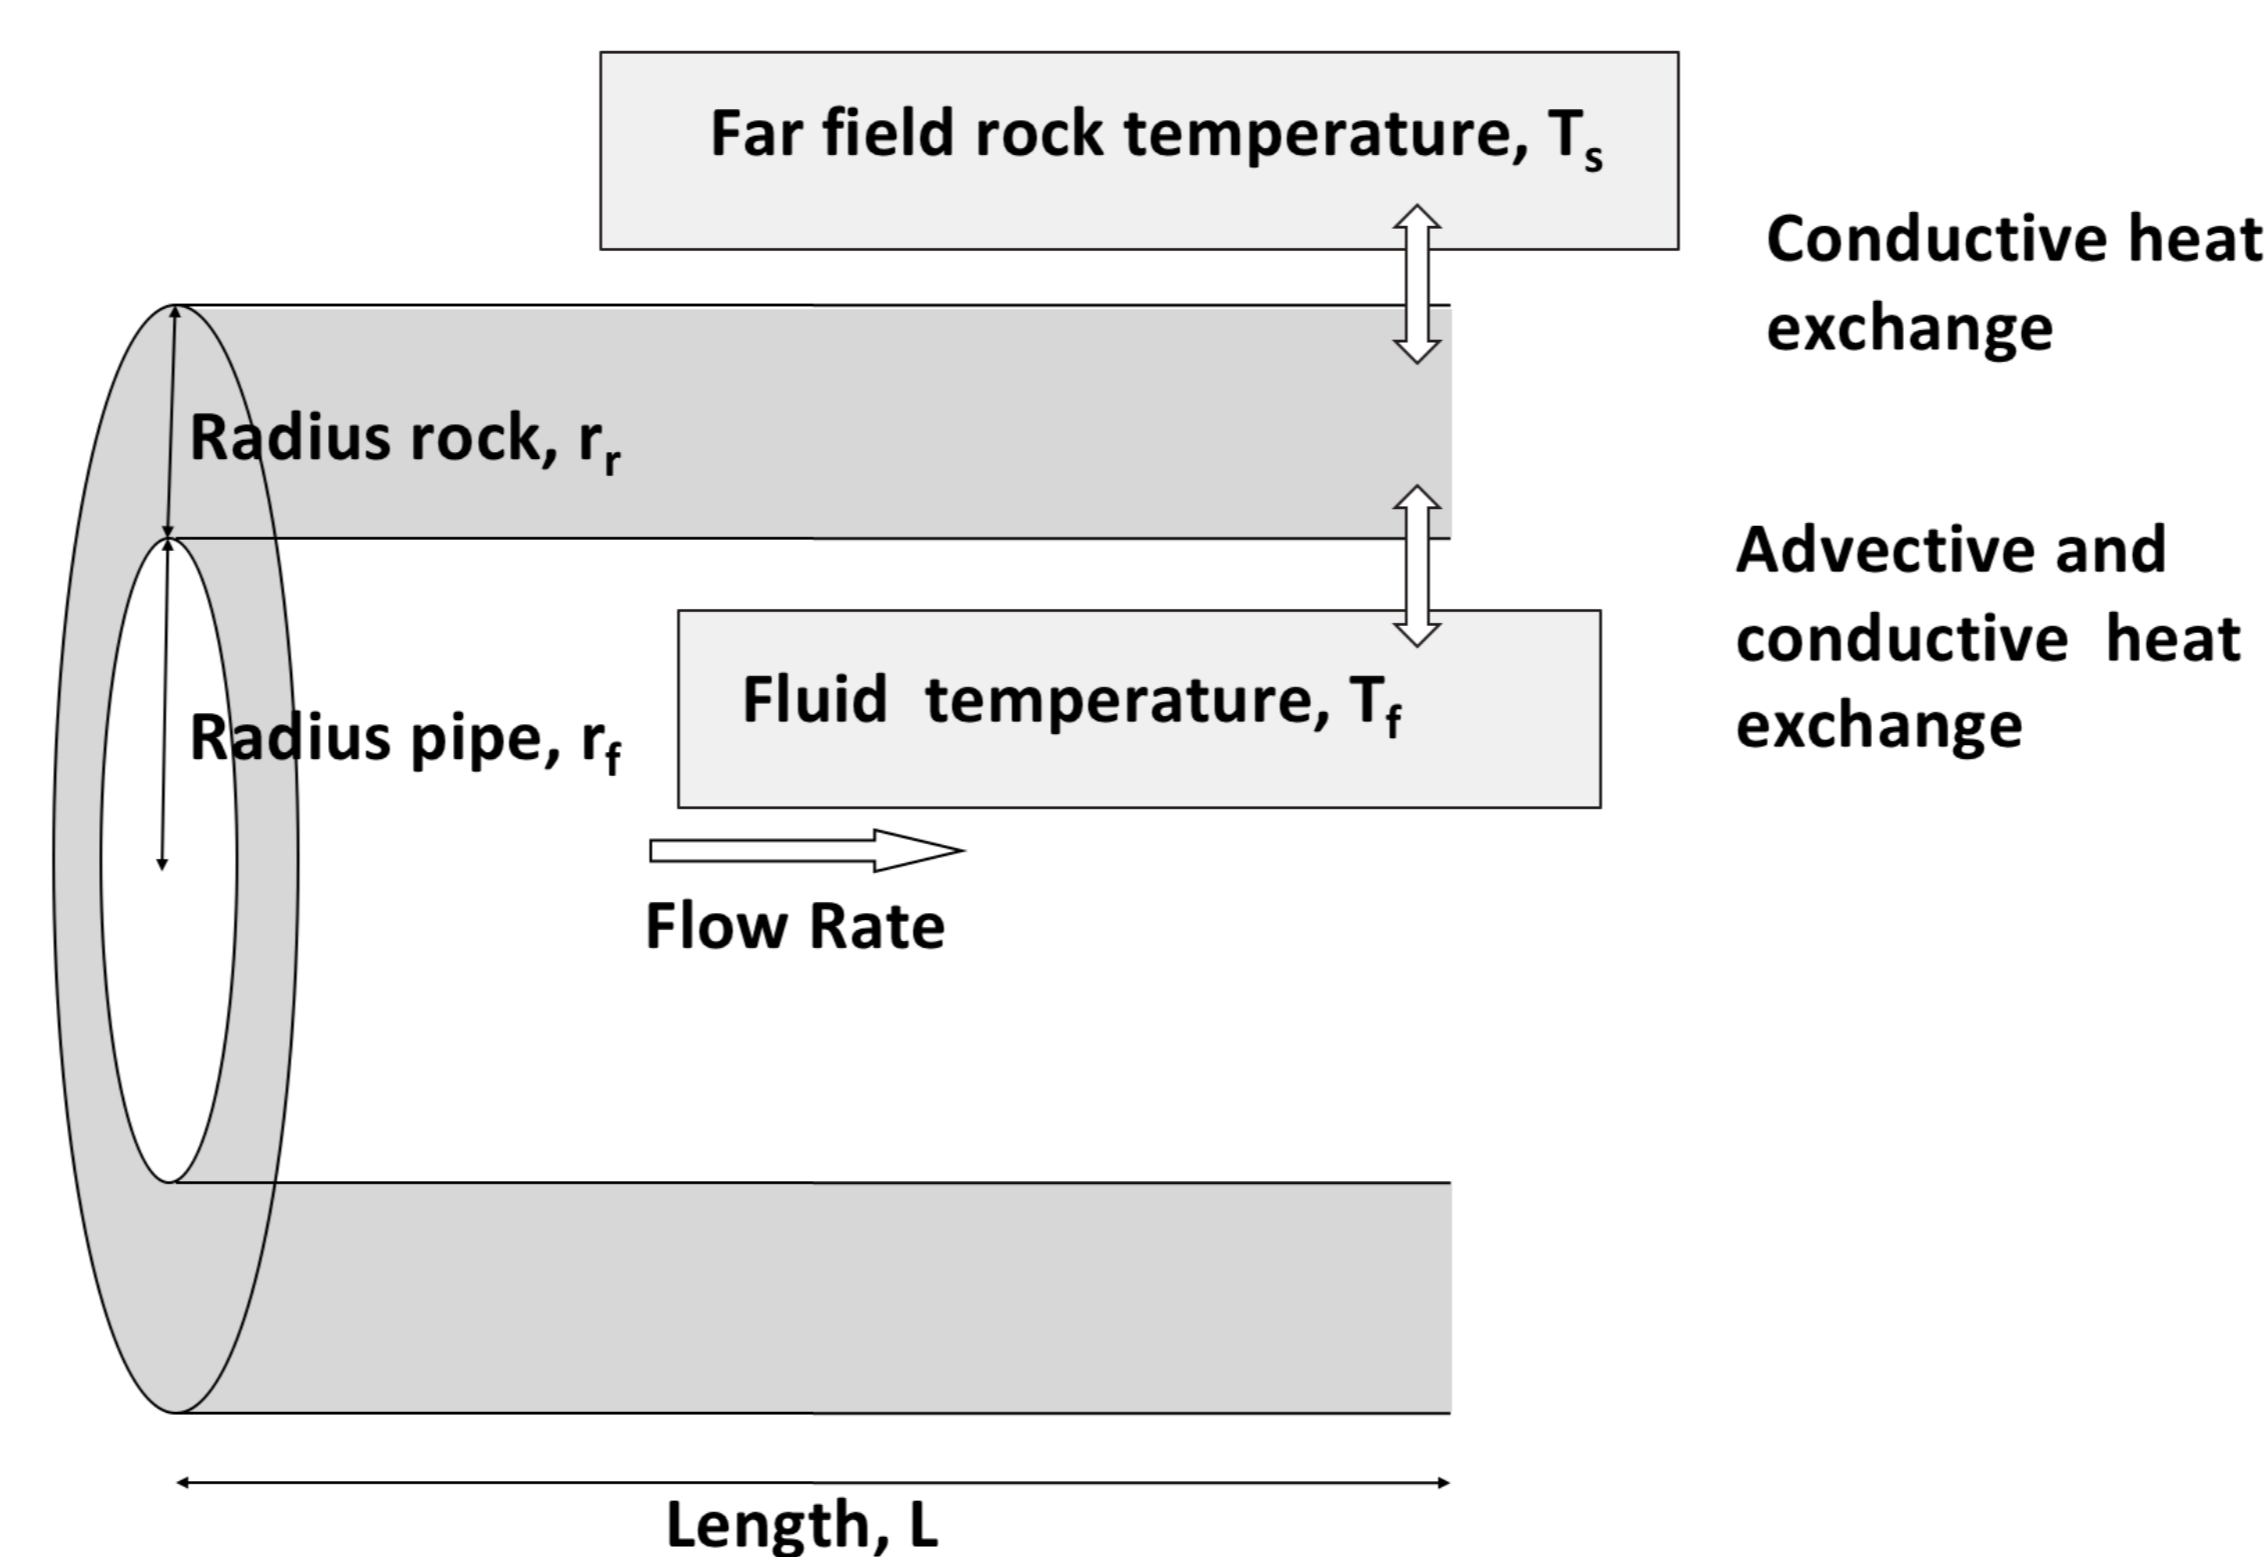 Far field rock temperature, Ts
Conductive heat
exchange
Radius rock, rr
Advective and
conductive heat
exchange
Fluid temperature, Tf
Radius pipe, rf
Flow Rate
Length, L